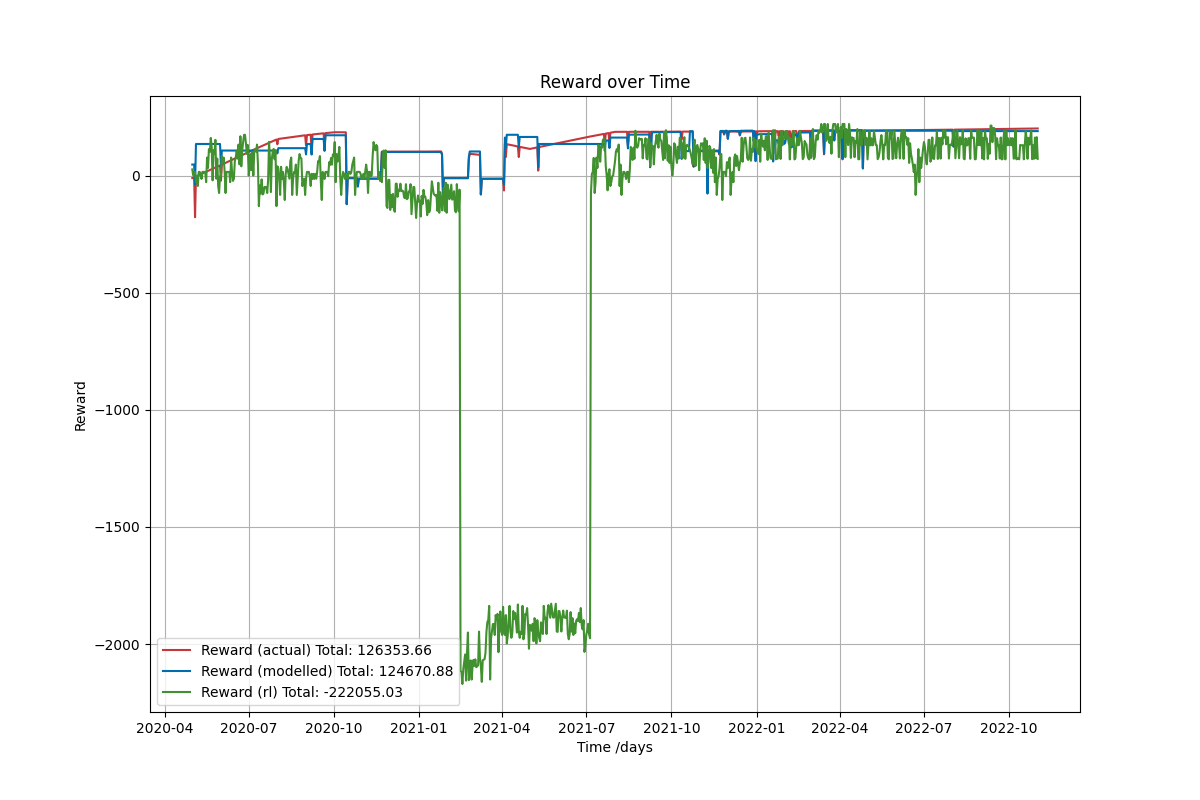 Reward over Time
Reward
0
−500
−1000
−1500
−2000
Reward (actual) Total: 126353.66
Reward (modelled) Total: 124670.88
Reward (rl) Total: -222055.03
2020-04 2020-07 2020-10 2021-01 2021-04 2021-07 2021-10 2022-01 2022-04 2022-07 2022-10
Time /days